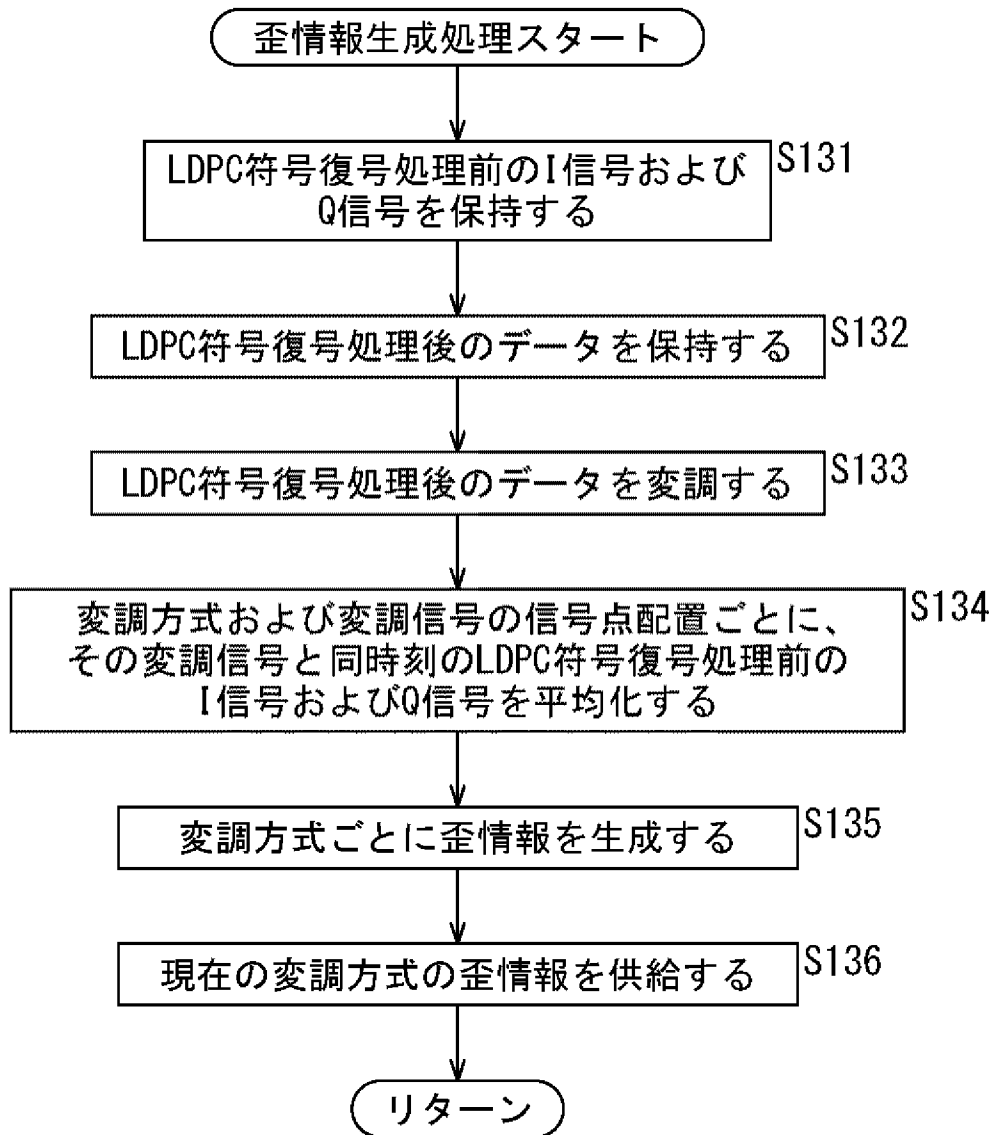 歪情報生成処理スタート
LDPC符号復号処理前のI信号および
Q信号を保持する
S131
LDPC符号復号処理後のデータを保持する
S132
LDPC符号復号処理後のデータを変調する
S133
変調方式および変調信号の信号点配置ごとに、
その変調信号と同時刻のLDPC符号復号処理前の
I信号およびQ信号を平均化する
S134
変調方式ごとに歪情報を生成する
S135
現在の変調方式の歪情報を供給する
S136
リターン